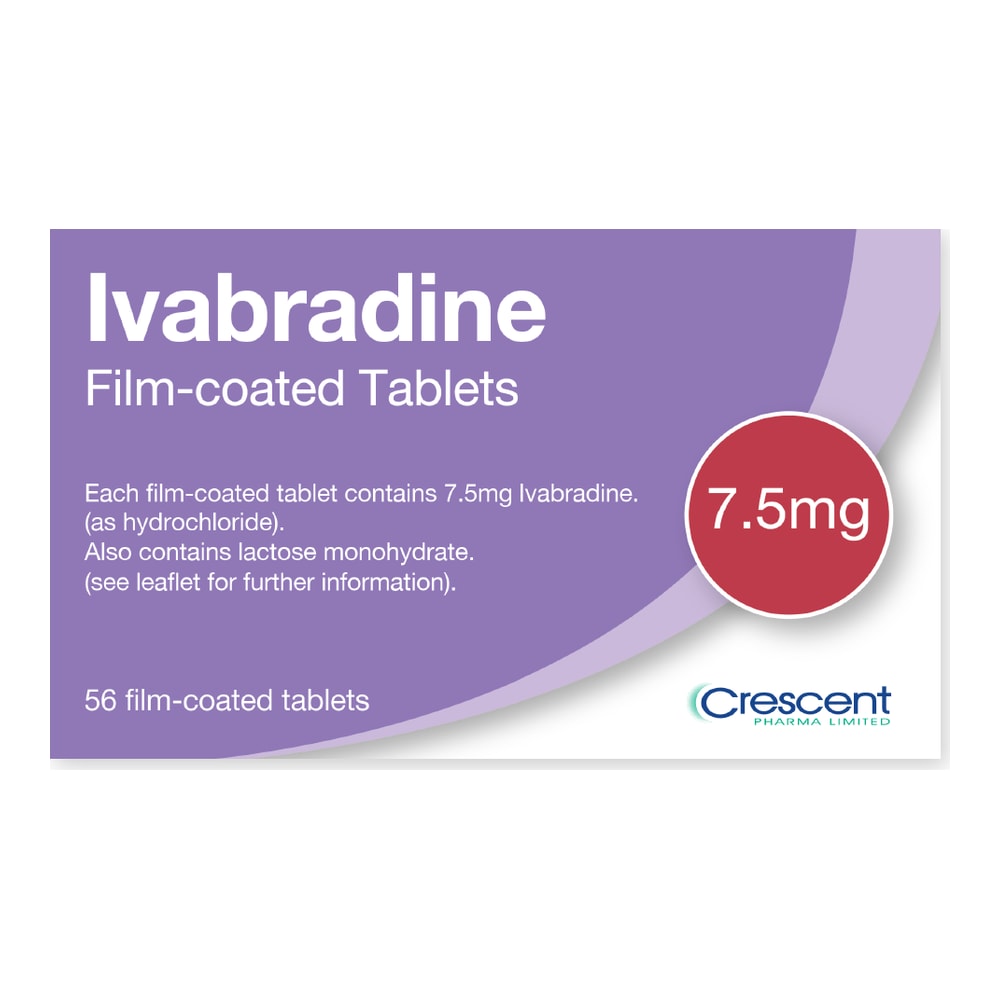 Ivabradine
Film-coated Tablets
Each film-coated tablet contains 7.5mg Ivabradine.
(as hydrochloride).
Also contains lactose monohydrate.
(see leaflet for further information).
7.5mg
56 film-coated tablets
Crescent
PHARMA LIMITED